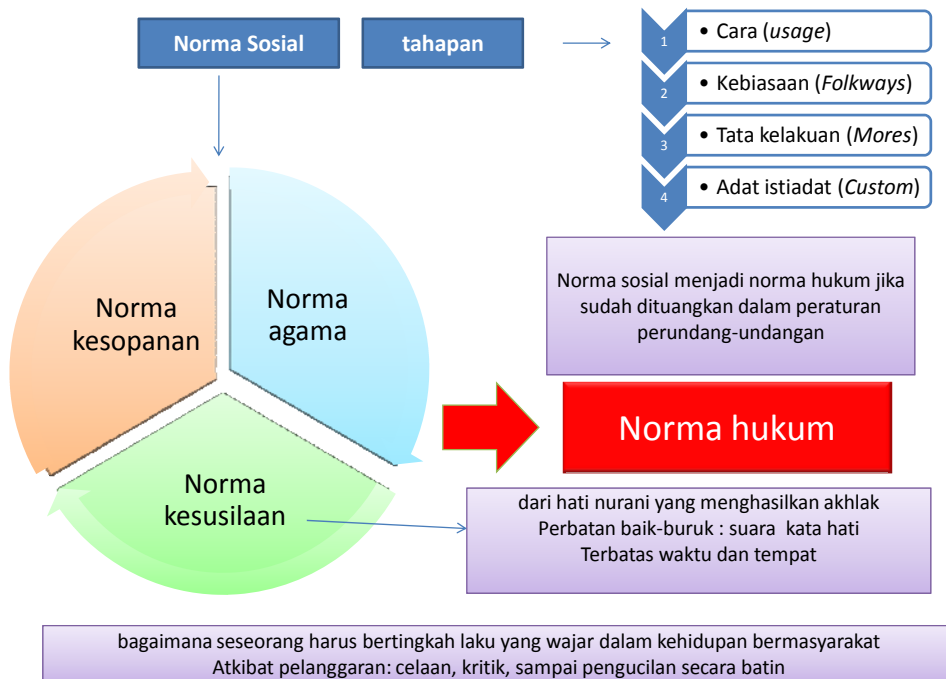 Norma Sosial
tahapan
1
• Cara (usage)
2
• Kebiasaan (Folkways)
3
• Tata kelakuan (Mores)
4
• Adat istiadat (Custom)
Norma sosial menjadi norma hukum jika
sudah dituangkan dalam peraturan
perundang-undangan
Norma
kesopanan
Norma
agama
Norma
kesusilaan
Norma hukum
dari hati nurani yang menghasilkan akhlak
Perbatan baik-buruk : suara kata hati
Terbatas waktu dan tempat
bagaimana seseorang harus bertingkah laku yang wajar dalam kehidupan bermasyarakat
Atkibat pelanggaran: celaan, kritik, sampai pengucilan secara batin